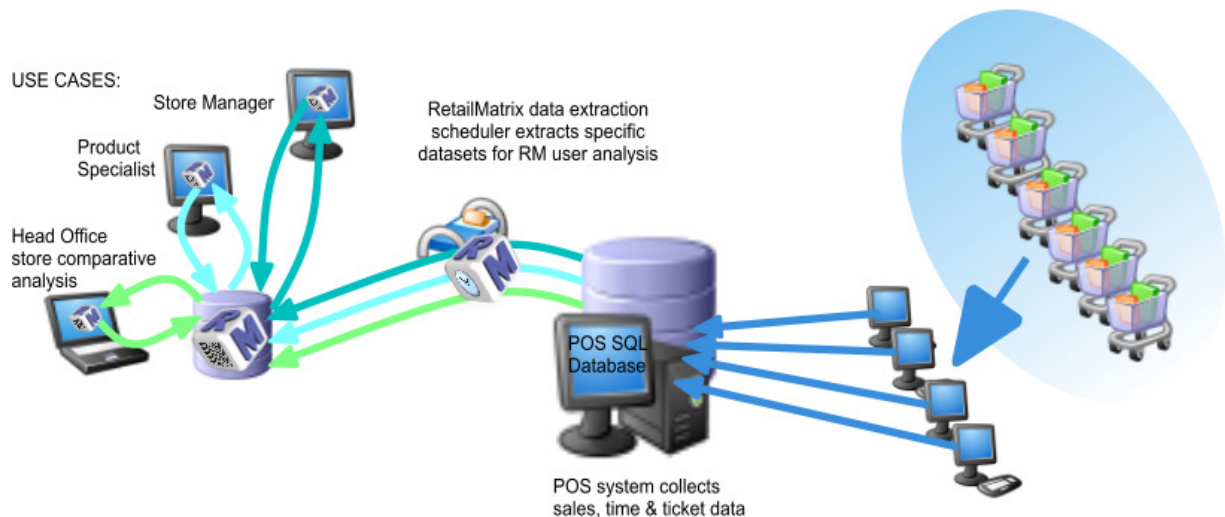 USE CASES:
Store Manager
Product
Specialist
Head Office
store comparative
analysis
RetailMatrix data extraction
scheduler extracts specific
datasets for RM user analysis
R M
R M
M
M
M
POS SQL
Database
POS system collects
sales, time & ticket data